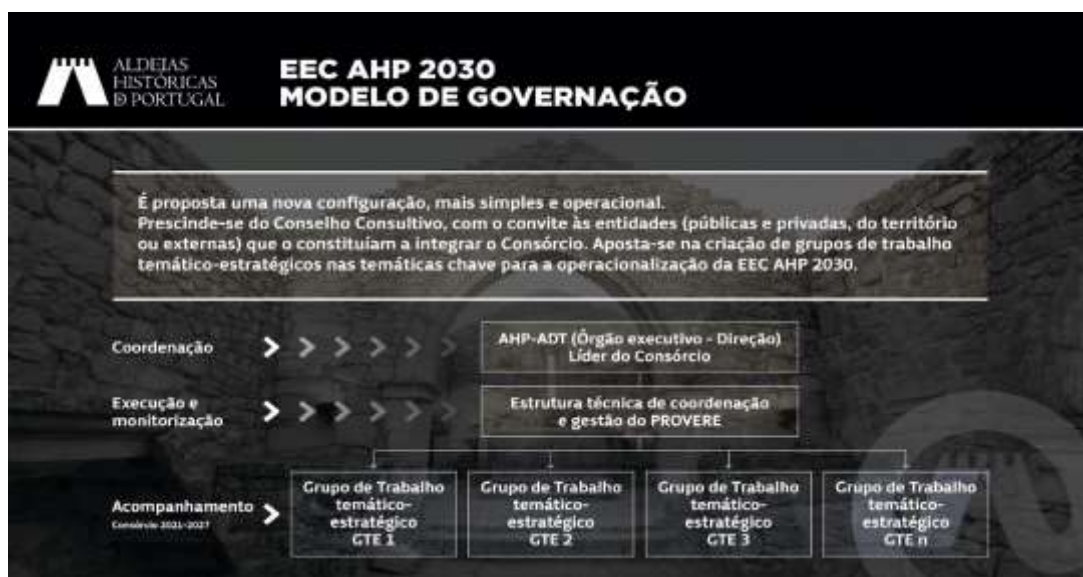 ALDEIAS
HISTÓRICAS
DE PORTUGAL
EEC AHP 2030
MODELO DE GOVERNAÇÃO
É proposta uma nova configuração, mais simples e operacional.
Prescinde-se do Conselho Consultivo, com o convite às entidades (públicas e privadas, do território
ou externas) que o constituíam a integrar o Consórcio. Aposta-se na criação de grupos de trabalho
temático-estratégicos nas temáticas chave para a operacionalização da EEC AHP 2030.
Coordenação
AHP-ADT (Órgão executivo - Direção)
Líder do Consórcio
Execução e
monitorização
Estrutura técnica de coordenação
e gestão do PROVERE
Acompanhamento
Consórcio 2021-2027
Grupo de Trabalho
temático-
estratégico
GTE 1
Grupo de Trabalho
temático-
estratégico
GTE 2
Grupo de Trabalho
temático-
estratégico
GTE 3
Grupo de Trabalho
temático-
estratégico
GTE n